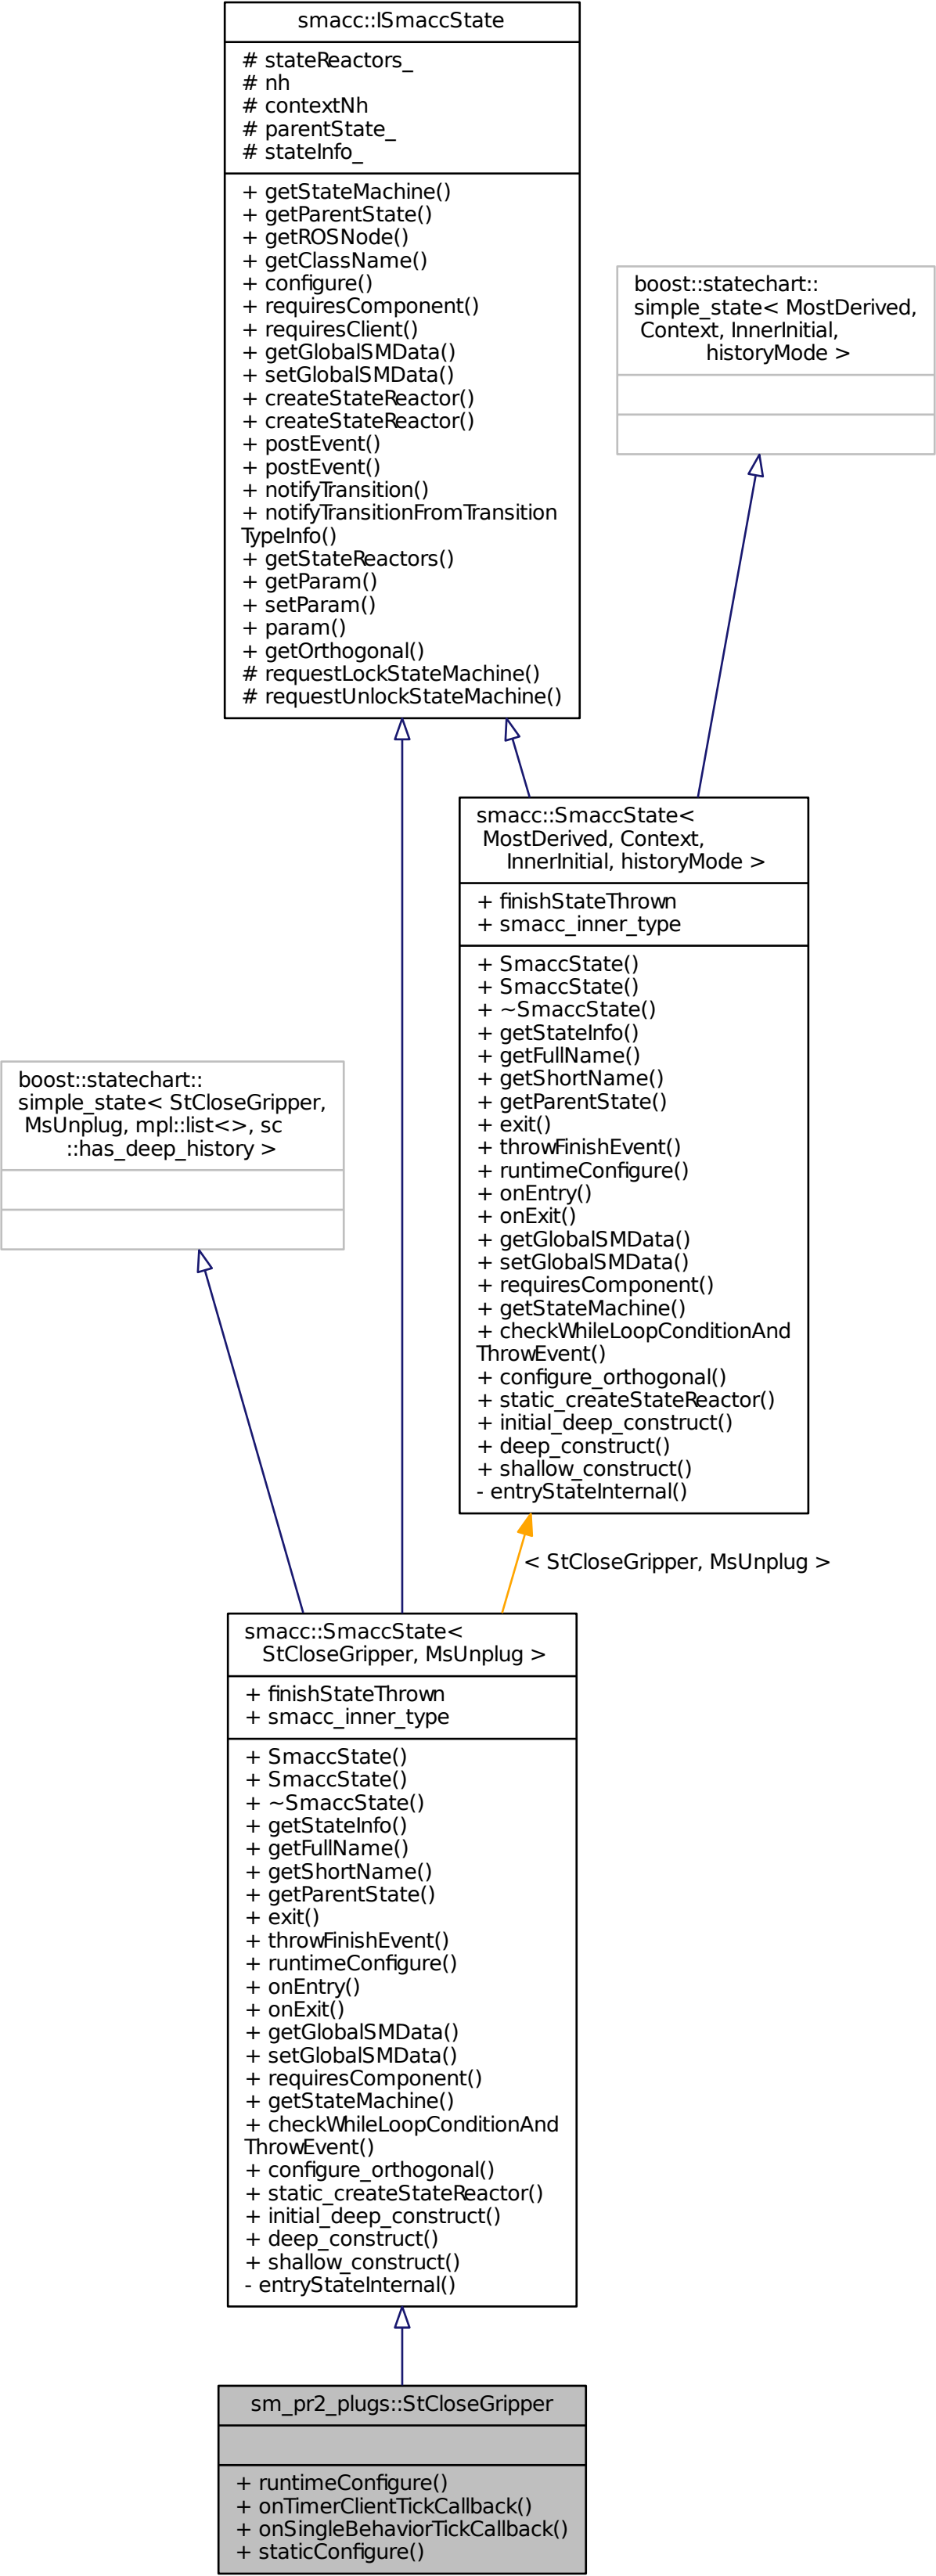 smacc::ISmaccState
# stateReactors_
# nh
# contextNh
# parentState_
# stateInfo_
+ getStateMachine()
+ getParentState()
+ getROSNode()
+ getClassName()
+ configure()
+ requiresComponent()
+ requiresClient()
+ getGlobalSMData()
+ setGlobalSMData()
+ createStateReactor()
+ createStateReactor()
+ postEvent()
+ postEvent()
+ notifyTransition()
+ notifyTransitionFromTransition
TypeInfo()
+ getStateReactors()
+ getParam()
+ setParam()
+ param()
+ getOrthogonal()
# requestLockStateMachine()
# requestUnlockStateMachine()
boost::statechart::
simple_state< MostDerived,
Context, InnerInitial,
historyMode >
smacc::SmaccState<
MostDerived, Context,
InnerInitial, historyMode >
+ finishStateThrown
+ smacc_inner_type
+ SmaccState()
+ SmaccState()
+ ~SmaccState()
+ getStateInfo()
+ getFullName()
+ getShortName()
+ getParentState()
+ exit()
+ throwFinishEvent()
+ runtimeConfigure()
+ onEntry()
+ onExit()
+ getGlobalSMData()
+ setGlobalSMData()
+ requiresComponent()
+ getStateMachine()
+ checkWhileLoopConditionAnd
ThrowEvent()
+ configure_orthogonal()
+ static_createStateReactor()
+ initial_deep_construct()
+ deep_construct()
+ shallow_construct()
- entryStateInternal()
boost::statechart::
simple_state< StCloseGripper,
MsUnplug, mpl::list<>, sc
::has_deep_history >
< StCloseGripper, MsUnplug >
smacc::SmaccState<
StCloseGripper, MsUnplug >
+ finishStateThrown
+ smacc_inner_type
+ SmaccState()
+ SmaccState()
+ ~SmaccState()
+ getStateInfo()
+ getFullName()
+ getShortName()
+ getParentState()
+ exit()
+ throwFinishEvent()
+ runtimeConfigure()
+ onEntry()
+ onExit()
+ getGlobalSMData()
+ setGlobalSMData()
+ requiresComponent()
+ getStateMachine()
+ checkWhileLoopConditionAnd
ThrowEvent()
+ configure_orthogonal()
+ static_createStateReactor()
+ initial_deep_construct()
+ deep_construct()
+ shallow_construct()
- entryStateInternal()
sm_pr2_plugs::StCloseGripper
+ runtimeConfigure()
+ onTimerClientTickCallback()
+ onSingleBehaviorTickCallback()
+ staticConfigure()